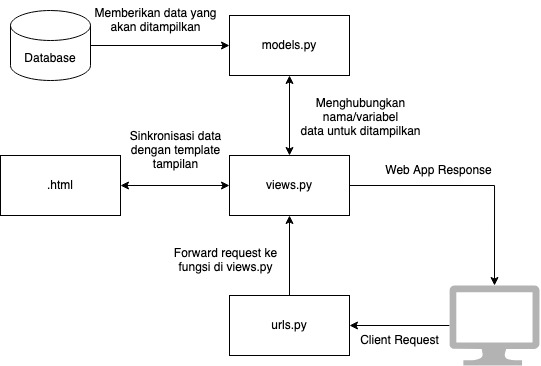 Memberikan data yang
akan ditampilkan
Database
models.py
Menghubungkan
nama/variabel
data untuk ditampilkan
Sinkronisasi data
dengan template
tampilan
.html
views.py
Web App Response
Forward request ke
fungsi di views.py
urls.py
Client Request